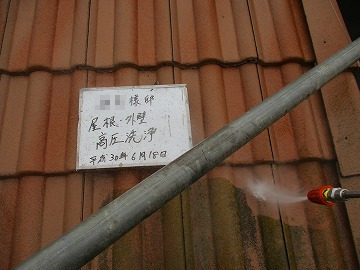 様邸
屋根・外壁
高圧洗浄
平成30年6月18日